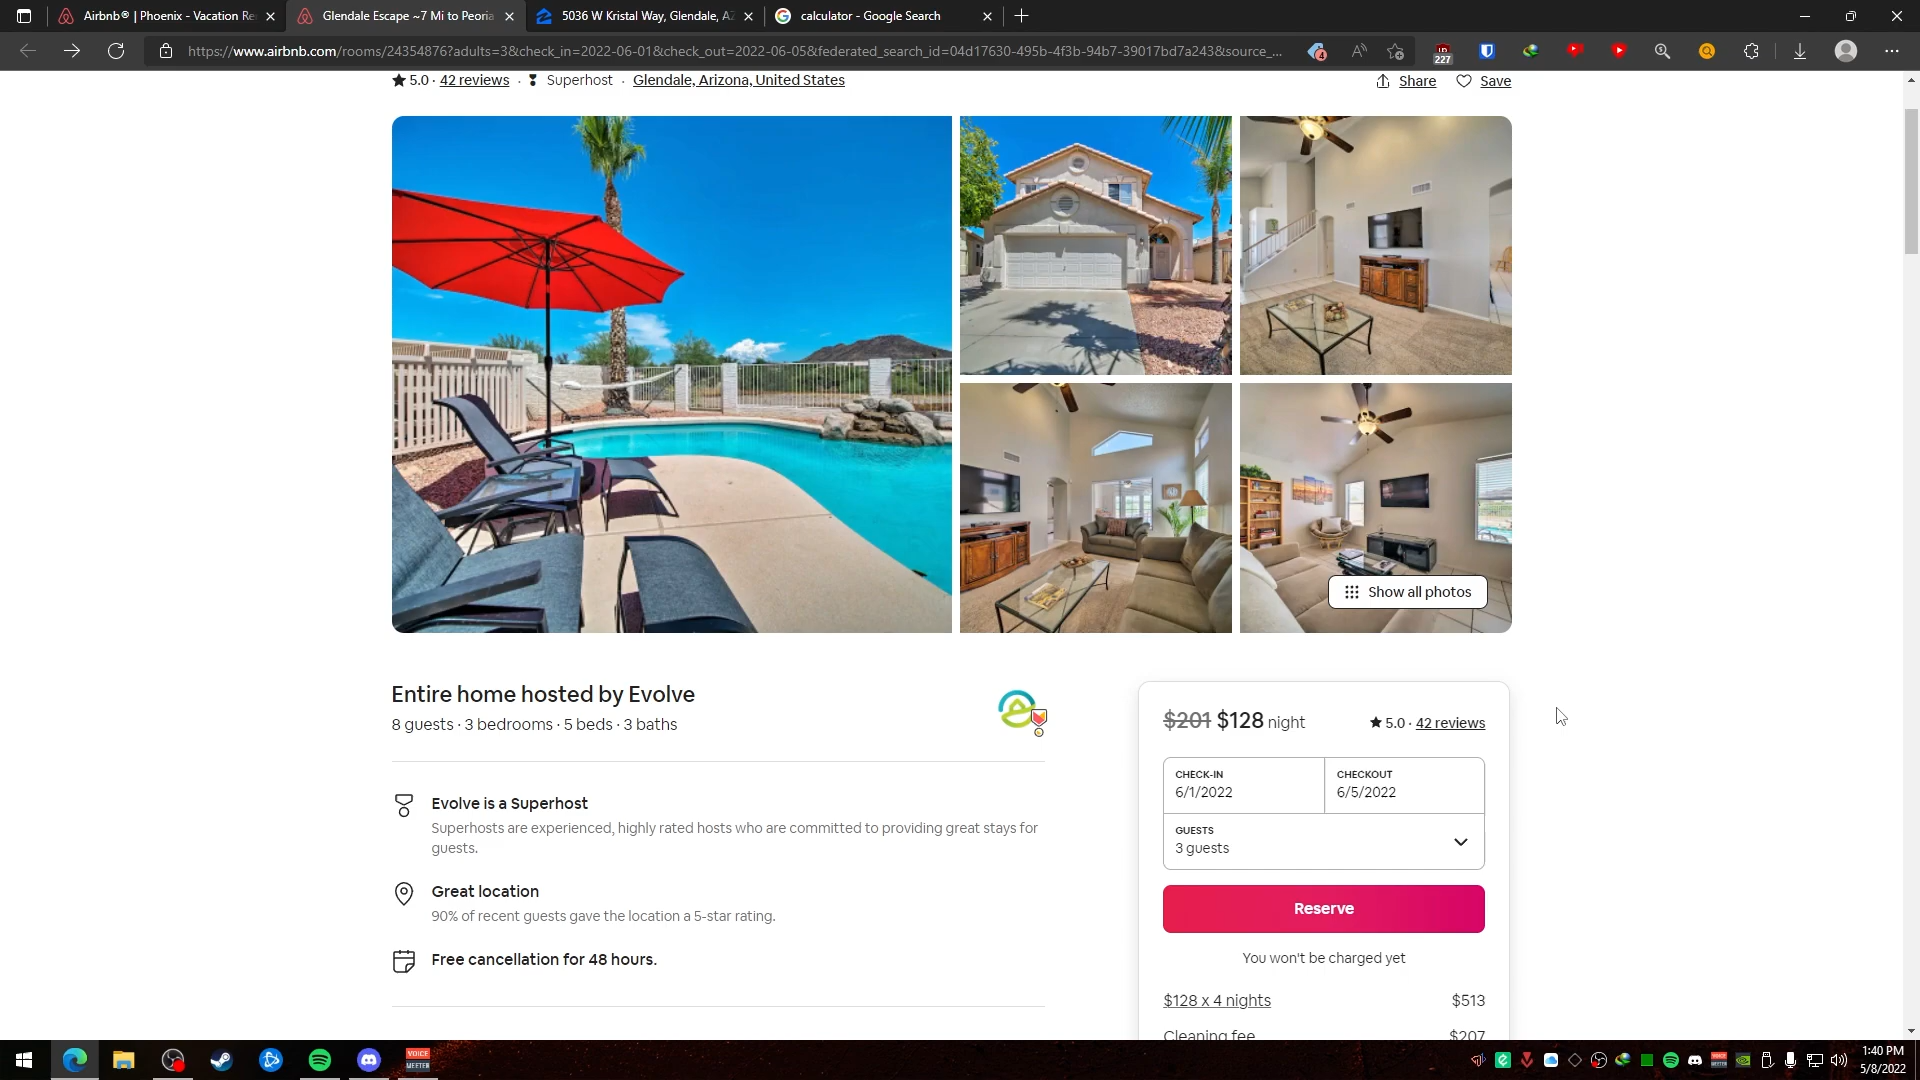 Airbnb® | Phoenix - Vacation Re
Glendale Escape ~7 Mi to Peoria
5036 W Kristal Way, Glendale, AZ
calculator - Google Search
https://www.airbnb.com/rooms/24354876?adults=3&check_in=2022-06-01&check_out=2022-06-05&federated_search_id=04d17630-495b-4f3b-94b7-39017bd7a243&source_...
4
227
5.0 · 42 reviews · Superhost · Glendale, Arizona, United States
Share
Save
Show all photos
Entire home hosted by Evolve
8 guests · 3 bedrooms · 5 beds · 3 baths
Evolve is a Superhost
Superhosts are experienced, highly rated hosts who are committed to providing great stays for
guests.
Great location
90% of recent guests gave the location a 5-star rating.
Free cancellation for 48 hours.
$201 $128 night
5.0 · 42 reviews
CHECK-IN
6/1/2022
CHECKOUT
6/5/2022
GUESTS
3 guests
Reserve
You won't be charged yet
$128 x 4 nights
$513
Cleaning fee
$207
VOICE
MEETER
1:40 PM
5/8/2022